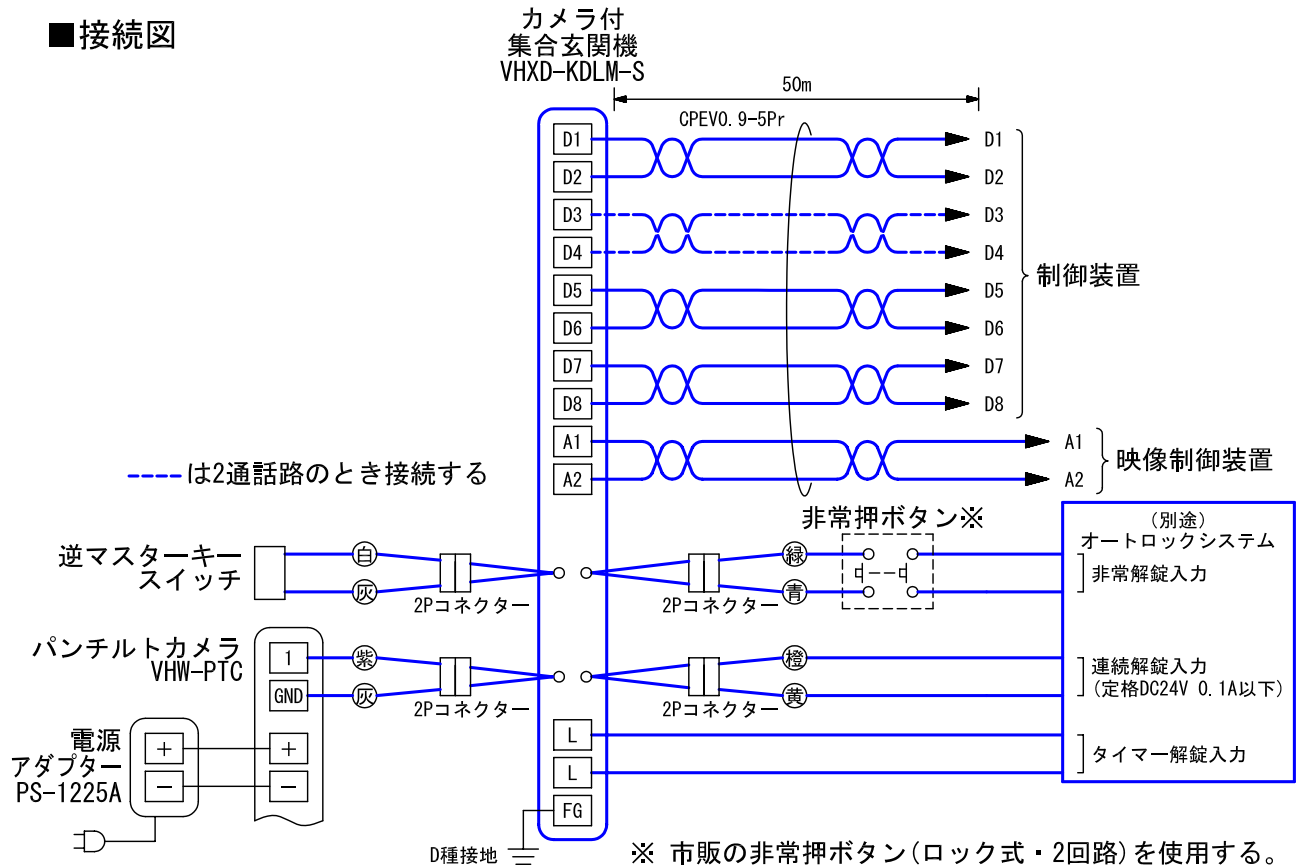 ■接続図
カメラ付
集合玄関機
VHXD-KDLM-S
50m
CPEV0.9-5Pr
D1
D2
D3
D4
D5
D6
D7
D8
A1
A2
D1
D2
D3
D4
D5
D6
D7
D8
制御装置
A1
A2
映像制御装置
----は2通話路のとき接続する
逆マスターキー
スイッチ
白
灰
2Pコネクター
2Pコネクター
緑
青
非常押ボタン※
(別途)
オートロックシステム
非常解錠入力
パンチルトカメラ
VHW-PTC
1
GND
+
−
紫
灰
2Pコネクター
2Pコネクター
橙
黄
連続解錠入力
(定格DC24V 0.1A以下)
電源
アダプター
PS-1225A
+
−
L
L
タイマー解錠入力
FG
D種接地
※ 市販の非常押ボタン(ロック式・2回路)を使用する。